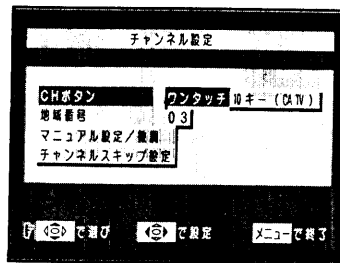 チャンネル設定
CHボタン ワンタッチ 10キー(CATV)
地域番号 03
マニュアル設定/微調
チャンネルスキップ設定
で選び で設定 メニューで終了